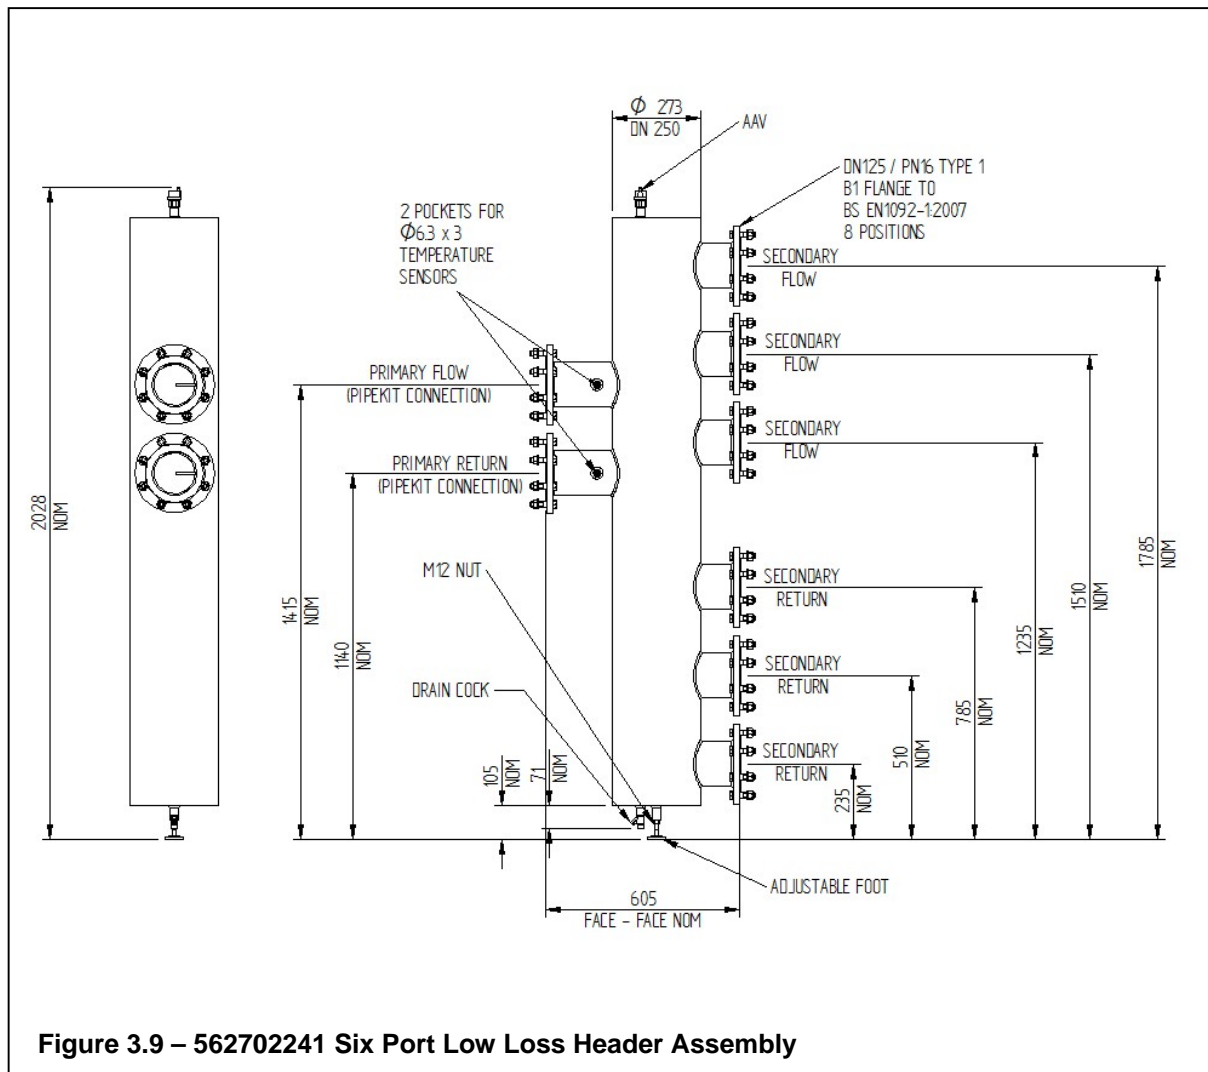 Φ 273
DN 250
AAV
DN125 / PN16 TYPE 1
B1 FLANGE TO
BS EN1092-1:2007
8 POSITIONS
2 POCKETS FOR
Φ6.3 x 3
TEMPERATURE
SENSORS
SECONDARY
FLOW
SECONDARY
FLOW
SECONDARY
FLOW
PRIMARY FLOW
(PIPEKIT CONNECTION)
PRIMARY RETURN
(PIPEKIT CONNECTION)
2028
NOM
1415
NOM
1140
NOM
M12 NUT
DRAIN COCK
105
NOM
71
NOM
SECONDARY
RETURN
SECONDARY
RETURN
SECONDARY
RETURN
235
NOM
510
NOM
785
NOM
1235
NOM
1510
NOM
1785
NOM
ADJUSTABLE FOOT
605
FACE - FACE NOM
Figure 3.9 – 562702241 Six Port Low Loss Header Assembly